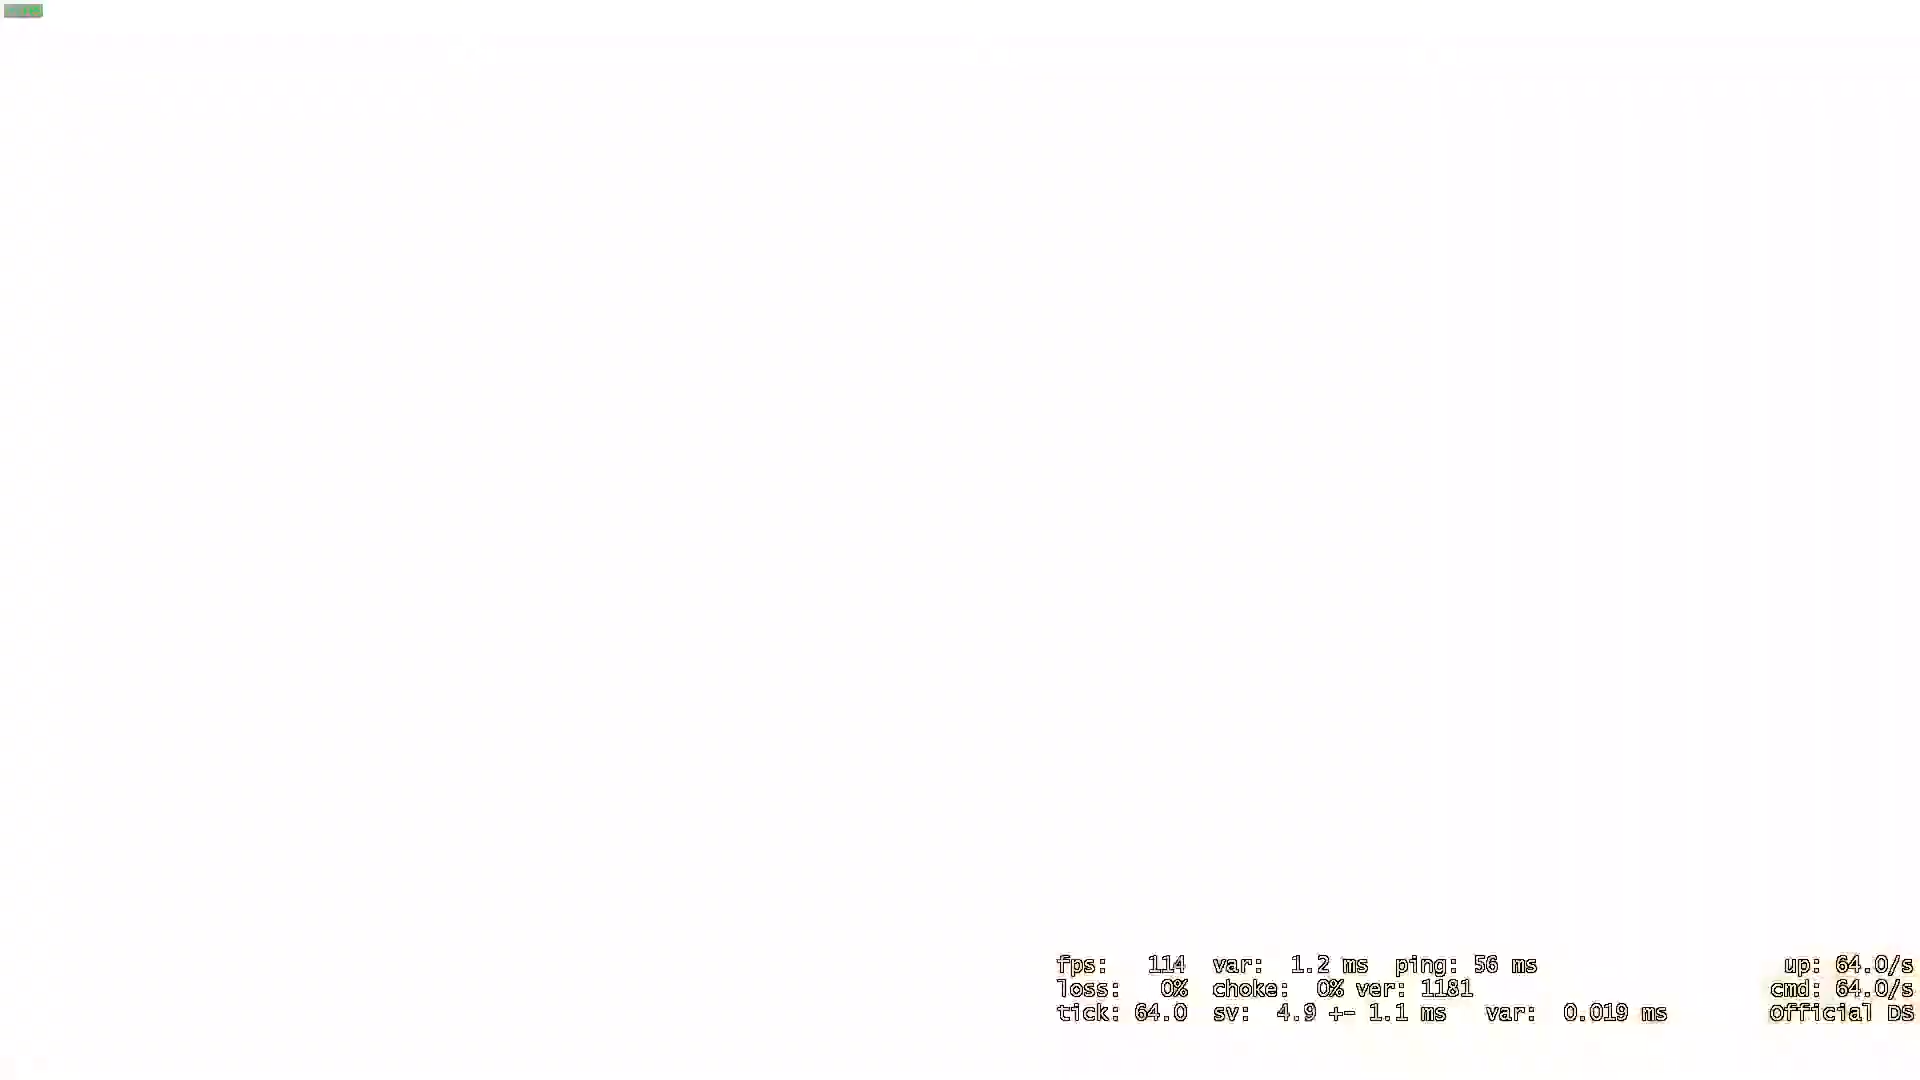 fps: 114 var: 1.2 ms ping: 56 ms up: 64.0/s
loss: 0% choke: 0% ver: 1181 cmd: 64.0/s
tick: 64.0 sv: 4.9 +- 1.1 ms var: 0.019 ms Official DS